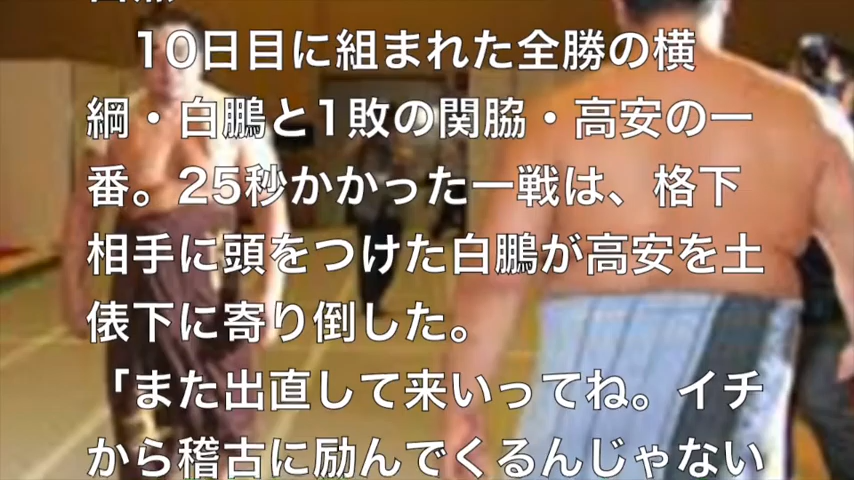 10日目に組まれた全勝の横
綱・白鵬と1敗の関脇・高安の一
番。25秒かかった一戦は、格下
相手に頭をつけた白鵬が高安を土
俵下に寄り倒した。
「また出直して来いってね。イチ
から稽古に励んでくるんじゃない